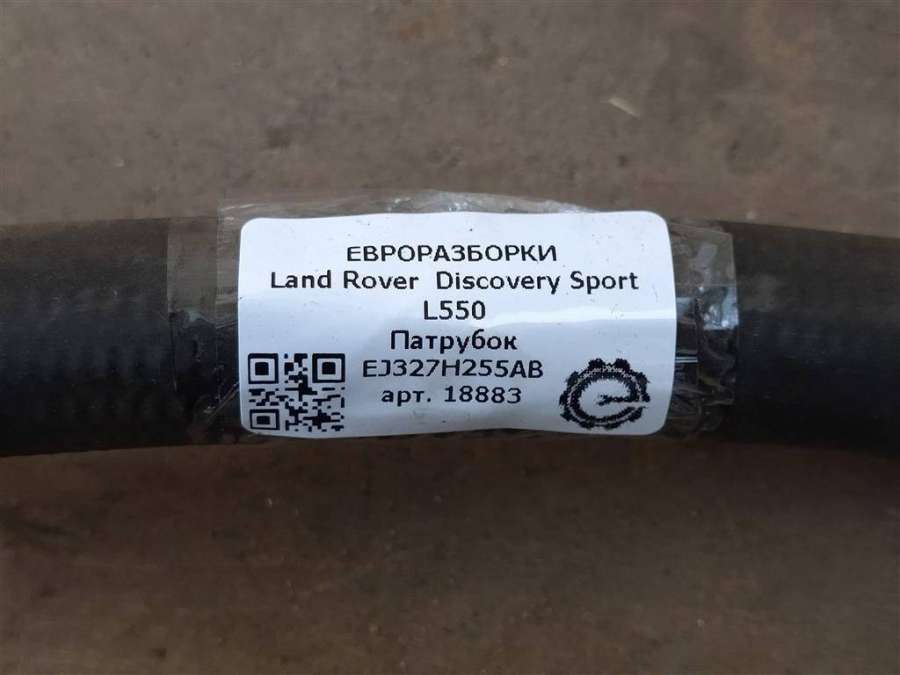 ЕВРОРАЗБОРКИ
Land Rover Discovery Sport
L550
Патрубок
EJ327H255AB
арт. 18883